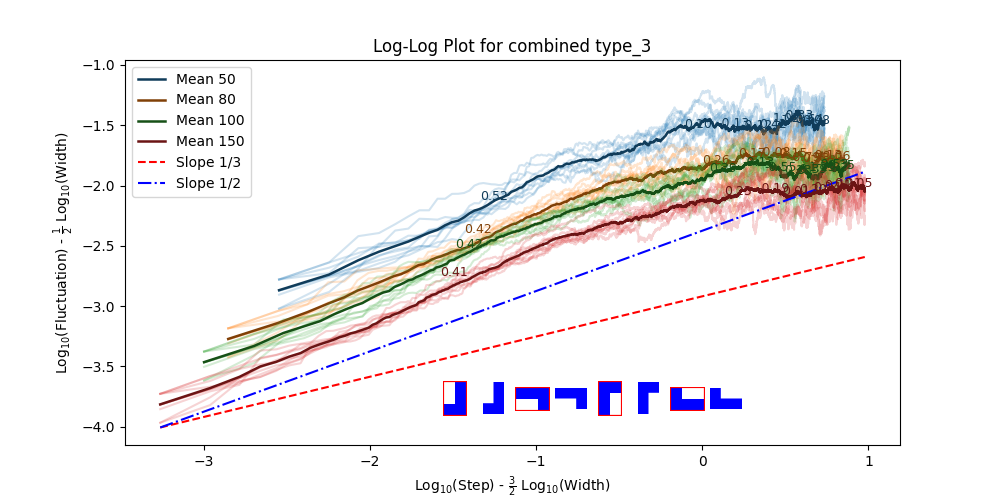 Log-Log Plot for combined type_3
Log10(Fluctuation) - 1/2 Log10(Width)
−1.0
−1.5
−2.0
−2.5
−3.0
−3.5
−4.0
Mean 50
Mean 80
Mean 100
Mean 150
Slope 1/3
Slope 1/2
0.52
0.42
0.42
0.41
0.10
0.13
0.26
0.19
−3
−2
−1
0
1
Log10(Step) - 3/2 Log10(Width)